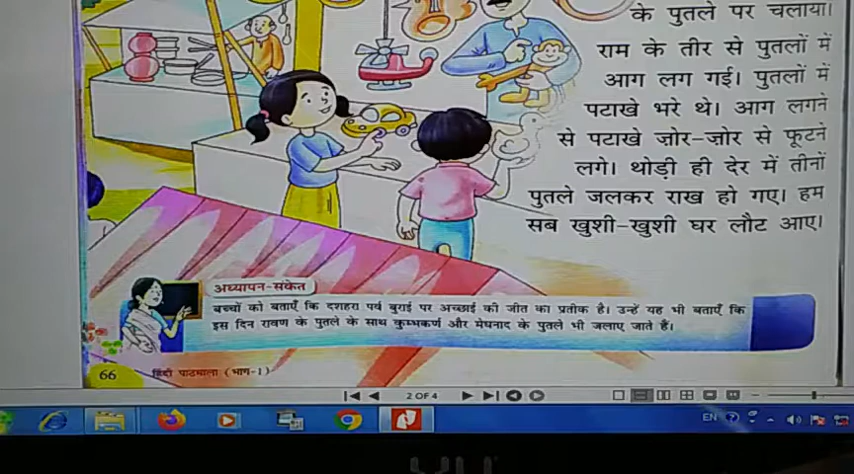 के पुतले पर चलाया।
राम के तीर से पुतलों में
आग लग गई। पुतलों में
पटाखे भरे थे। आग लगने
से पटाखे ज़ोर-ज़ोर से फूटने
लगे। थोड़ी ही देर में तीनों
पुतले जलकर राख हो गए। हम
सब खुशी-खुशी घर लौट आए।
अध्यापन-संकेत
बच्चों को बताएँ कि दशहरा पर्व बुराई पर अच्छाई की जीत का प्रतीक है। उन्हें यह भी बताएँ कि
इस दिन रावण के पुतले के साथ कुम्भकर्ण और मेघनाद के पुतले भी जलाए जाते हैं।
66 हिंदी पाठमाला (भाग-1)
2 OF 4
EN